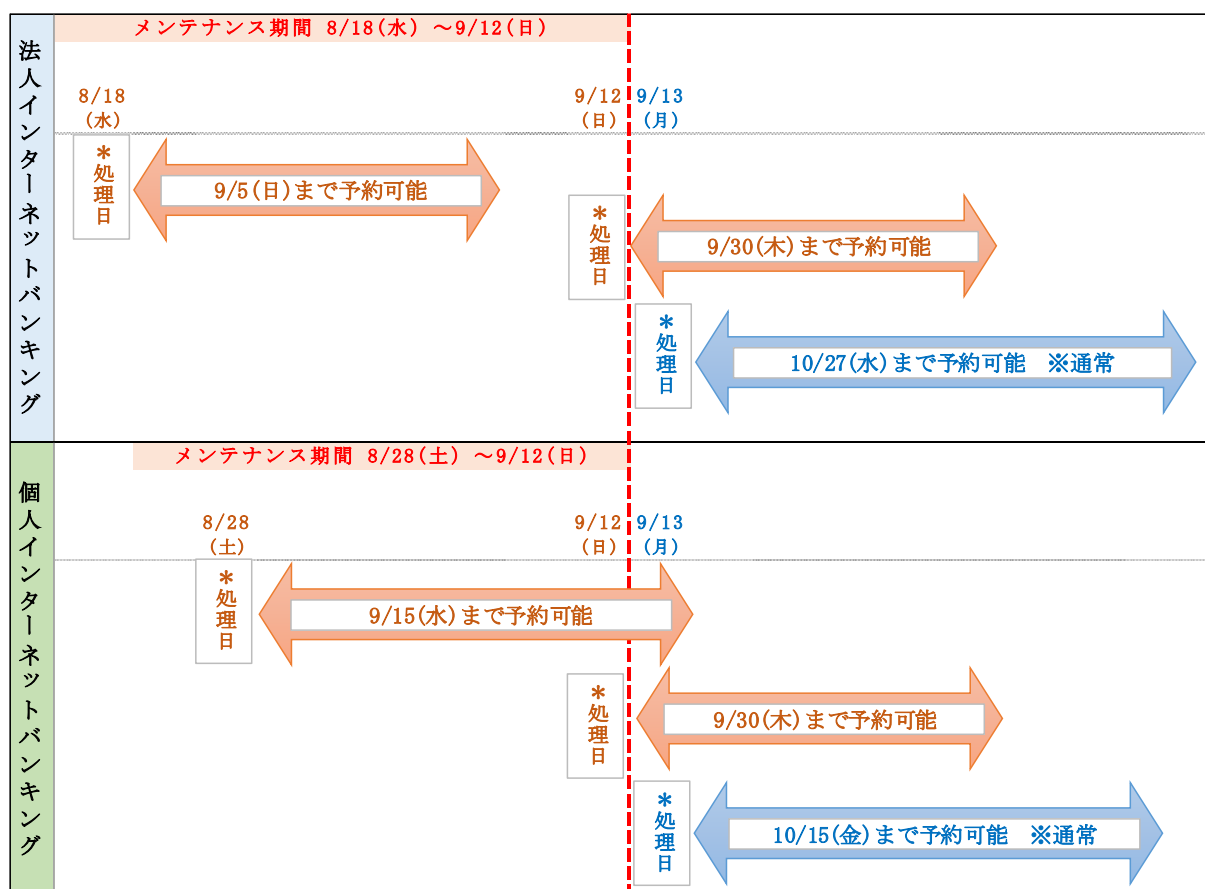 法人インターネットバンキング
メンテナンス期間 8/18(水) ～9/12(日)
8/18
(水)
9/12
(日)
9/13
(月)
＊処理日
9/5(日)まで予約可能
＊処理日
9/30(木)まで予約可能
＊処理日
10/27(水)まで予約可能　※通常
個人インターネットバンキング
メンテナンス期間 8/28(土) ～9/12(日)
8/28
(土)
9/12
(日)
9/13
(月)
＊処理日
9/15(水)まで予約可能
＊処理日
9/30(木)まで予約可能
＊処理日
10/15(金)まで予約可能　※通常